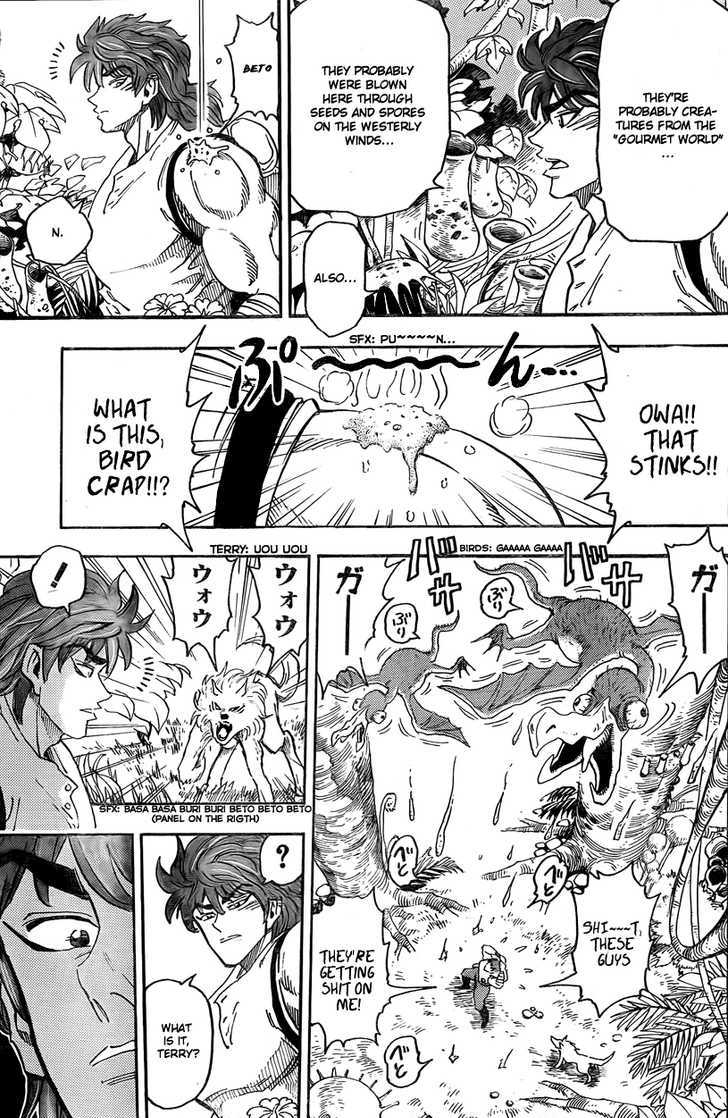 THEY'RE
PROBABLY CREA-
TURES FROM THE
"GOURMET WORLD"
...
THEY PROBABLY
WERE BLOWN
HERE THROUGH
SEEDS AND SPORES
ON THE WESTERLY
WINDS...
ALSO...
BETO
N.
SFX: PU~~~~N...
ぷ〜〜ん…
OWA!!
THAT
STINKS!!
WHAT
IS THIS,
BIRD
CRAP!!?
BIRDS: GAAAAA GAAAA
ガー
バサ
バサ
ガー
ぶり
ぶり
べと
べと
べと
SHI~~~T,
THESE
GUYS
THEY'RE
GETTING
SHIT ON
ME!
TERRY: UOU UOU
ウォウ
ウォウ
!
SFX: BASA BASA BURI BURI BETO BETO BETO
(PANEL ON THE RIGTH)
?
WHAT
IS IT,
TERRY?